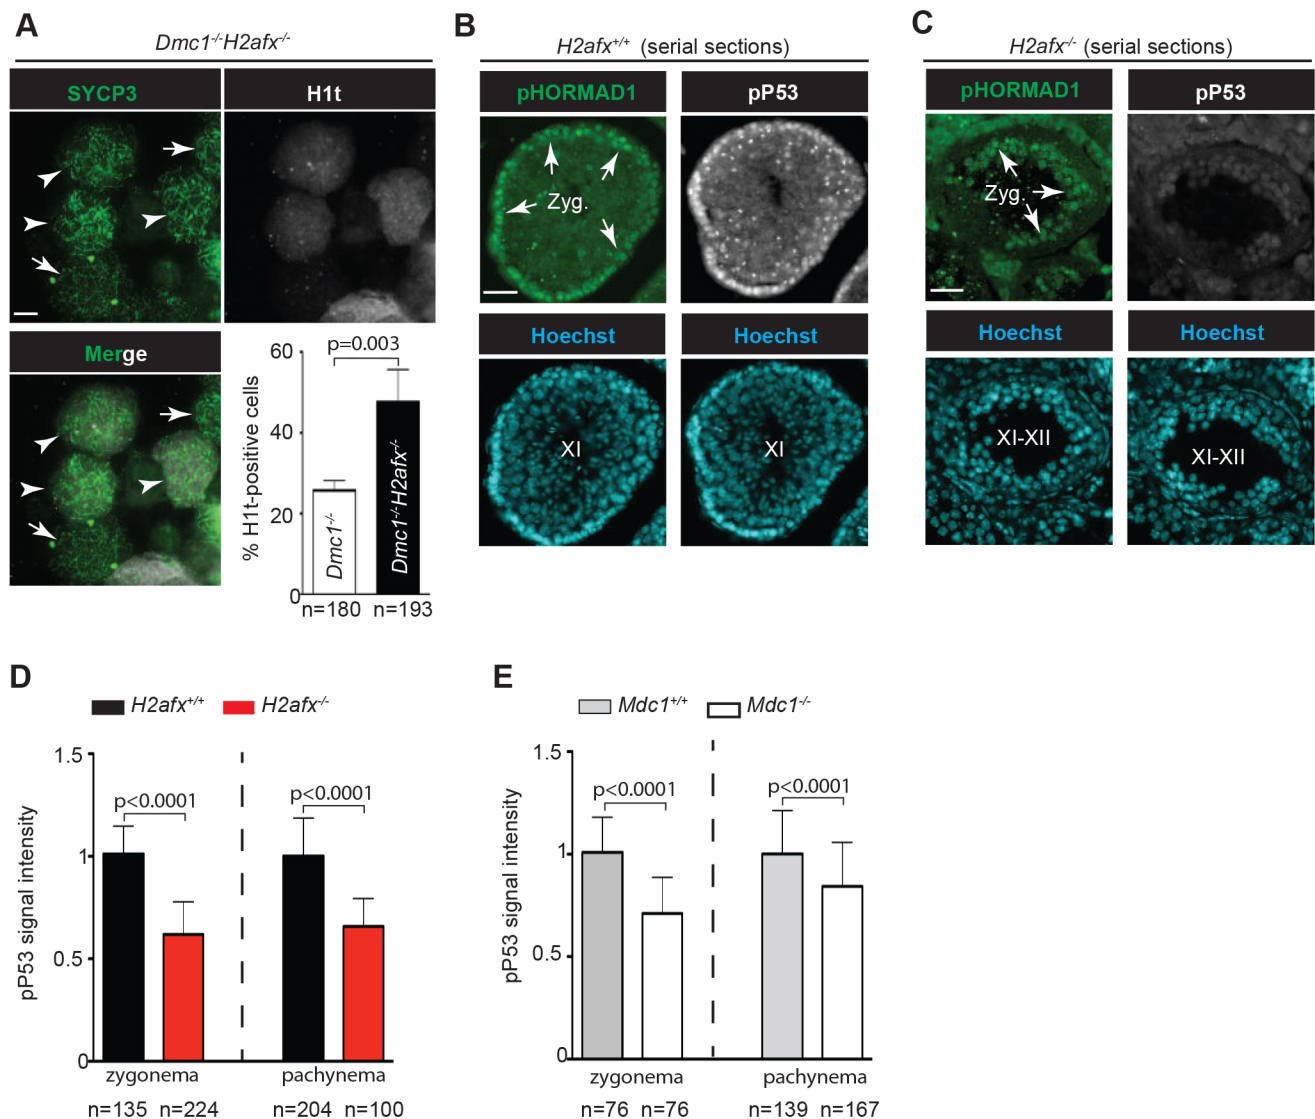 A
Dmc1-/-H2afx-/-
SYCP3
H1t
Merge
60
40
20
0
% H1t-positive cells
p=0.003
Dmc1-/-
Dmc1-/-H2afx-/-
n=180 n=193
B
H2afx+/+ (serial sections)
pHORMAD1
pP53
Zyg.
Hoechst
Hoechst
XI
XI
C
H2afx-/- (serial sections)
pHORMAD1
pP53
Zyg.
Hoechst
Hoechst
XI-XII
XI-XII
D
H2afx+/+ H2afx-/-
pP53 signal intensity
1.5
1
0.5
0
p<0.0001
p<0.0001
zygonema pachynema
n=135 n=224 n=204 n=100
E
Mdc1+/+ Mdc1-/-
pP53 signal intensity
1.5
1
0.5
0
p<0.0001
p<0.0001
zygonema pachynema
n=76 n=76 n=139 n=167